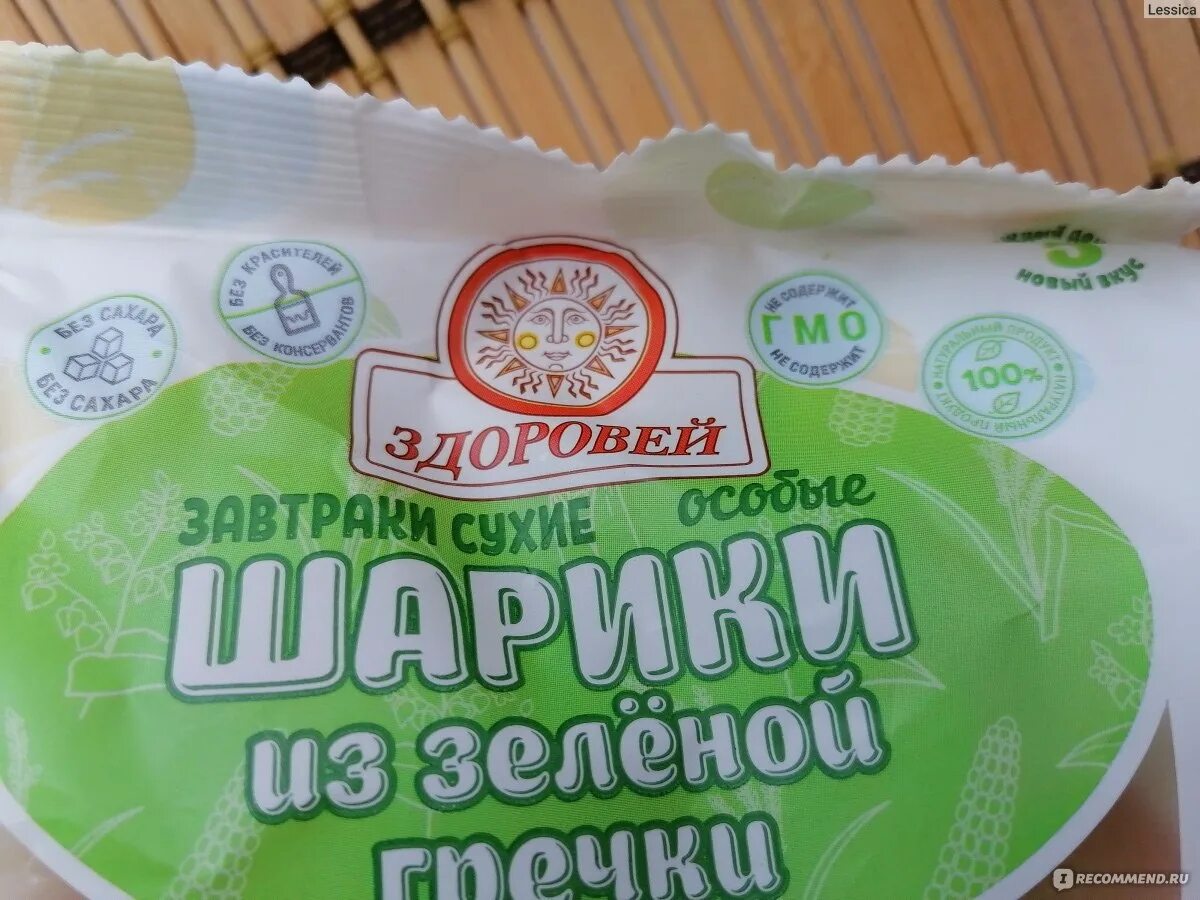 Lessica
БЕЗ САХАРА
БЕЗ САХАРА
БЕЗ КРАСИТЕЛЕЙ
БЕЗ КОНСЕРВАНТОВ
ЗДОРОВЕЙ
НЕ СОДЕРЖИТ
ГМО
НЕ СОДЕРЖИТ
НАТУРАЛЬНЫЙ ПРОДУКТ
100%
НАТУРАЛЬНЫЙ ПРОДУКТ
НОВЫЙ ВКУС
ЗАВТРАКИ СУХИЕ
особые
ШАРИКИ
из зелёной
гречки
IRECOMMEND.RU